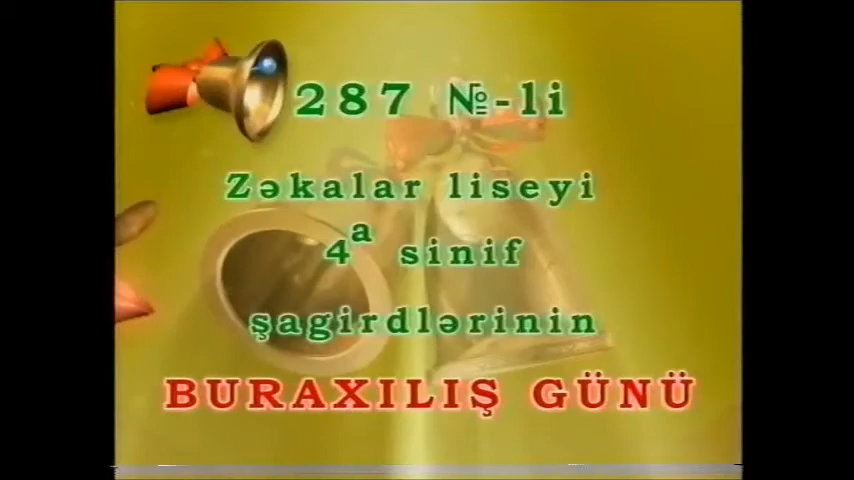 287 №-li
Zəkalar liseyi
4ᵃ sinif
şagirdlərinin
BURAXILIŞ GÜNÜ